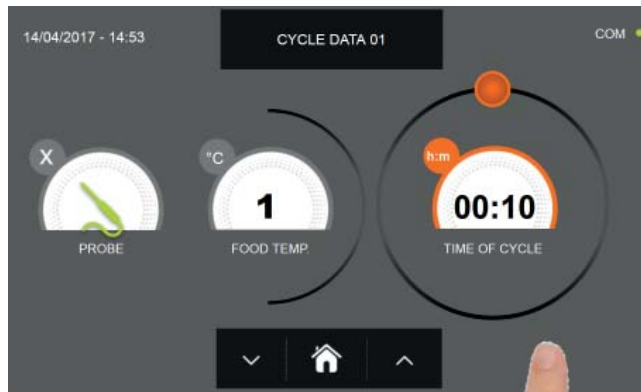 14/04/2017 - 14:53
CYCLE DATA 01
COM
X
°C
h:m
1
00:10
PROBE
FOOD TEMP.
TIME OF CYCLE